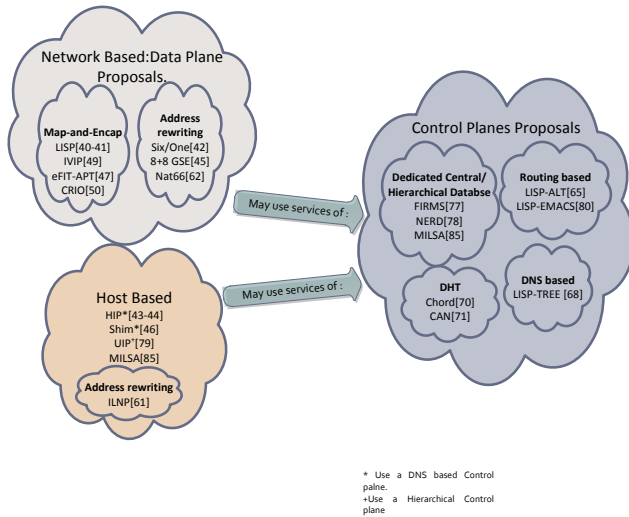 Network Based:Data Plane
Proposals.
Map-and-Encap
LISP[40-41]
IVIP[49]
eFIT-APT[47]
CRIO[50]
Address
rewriting
Six/One[42]
8+8 GSE[45]
Nat66[62]
May use services of :
Control Planes Proposals
Dedicated Central/
Hierarchical Databse
FIRMS[77]
NERD[78]
MILSA[85]
Routing based
LISP-ALT[65]
LISP-EMACS[80]
DHT
Chord[70]
CAN[71]
DNS based
LISP-TREE [68]
May use services of :
Host Based
HIP*[43-44]
Shim*[46]
UIP⁺[79]
MILSA[85]
Address rewriting
ILNP[61]
* Use a DNS based Control
palne.
+Use a Hierarchical Control
plane